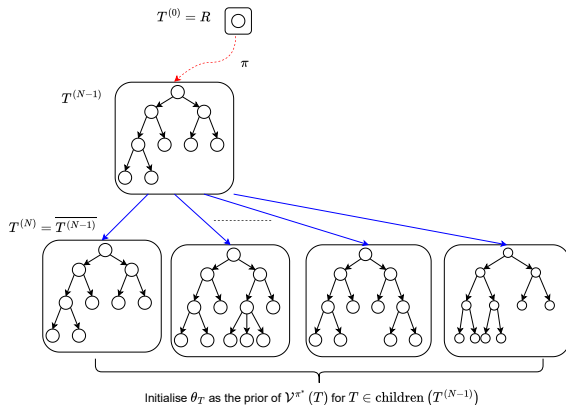 T^{(0)} = R
π
T^{(N−1)}
T^{(N)} = \overline{T^{(N−1)}}
Initialise θ_T as the prior of 𝒱^{π*}(T) for T ∈ children (T^{(N−1)})